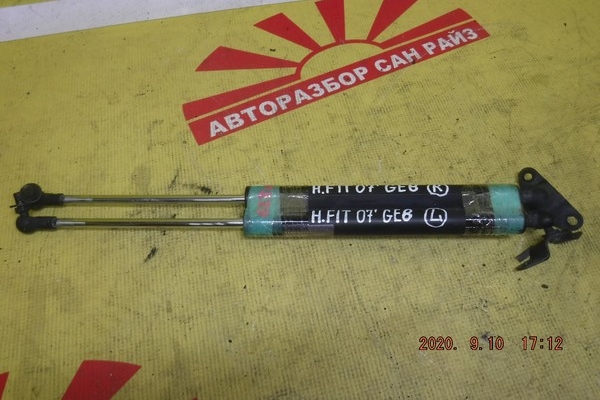 АВТОРАЗБОР САН РАЙЗ
H.FIT 07' GE6 R
H.FIT 07' GE6 L
2020. 9.10 17:12